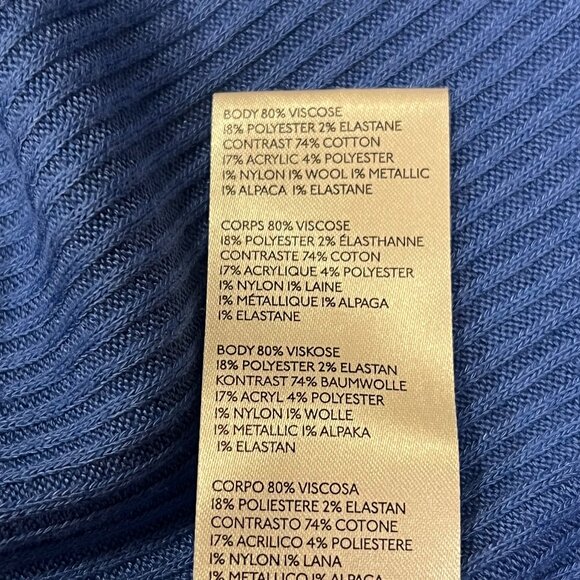 BODY 80% VISCOSE
18% POLYESTER 2% ELASTANE
CONTRAST 74% COTTON
17% ACRYLIC 4% POLYESTER
1% NYLON 1% WOOL 1% METALLIC
1% ALPACA 1% ELASTANE
CORPS 80% VISCOSE
18% POLYESTER 2% ÉLASTHANNE
CONTRASTE 74% COTON
17% ACRYLIQUE 4% POLYESTER
1% NYLON 1% LAINE
1% MÉTALLIQUE 1% ALPAGA
1% ELASTANE
BODY 80% VISKOSE
18% POLYESTER 2% ELASTAN
KONTRAST 74% BAUMWOLLE
17% ACRYL 4% POLYESTER
1% NYLON 1% WOLLE
1% METALLIC 1% ALPAKA
1% ELASTAN
CORPO 80% VISCOSA
18% POLIESTERE 2% ELASTAN
CONTRASTO 74% COTONE
17% ACRILICO 4% POLIESTERE
1% NYLON 1% LANA
1% METALLICO 1% ALPACA